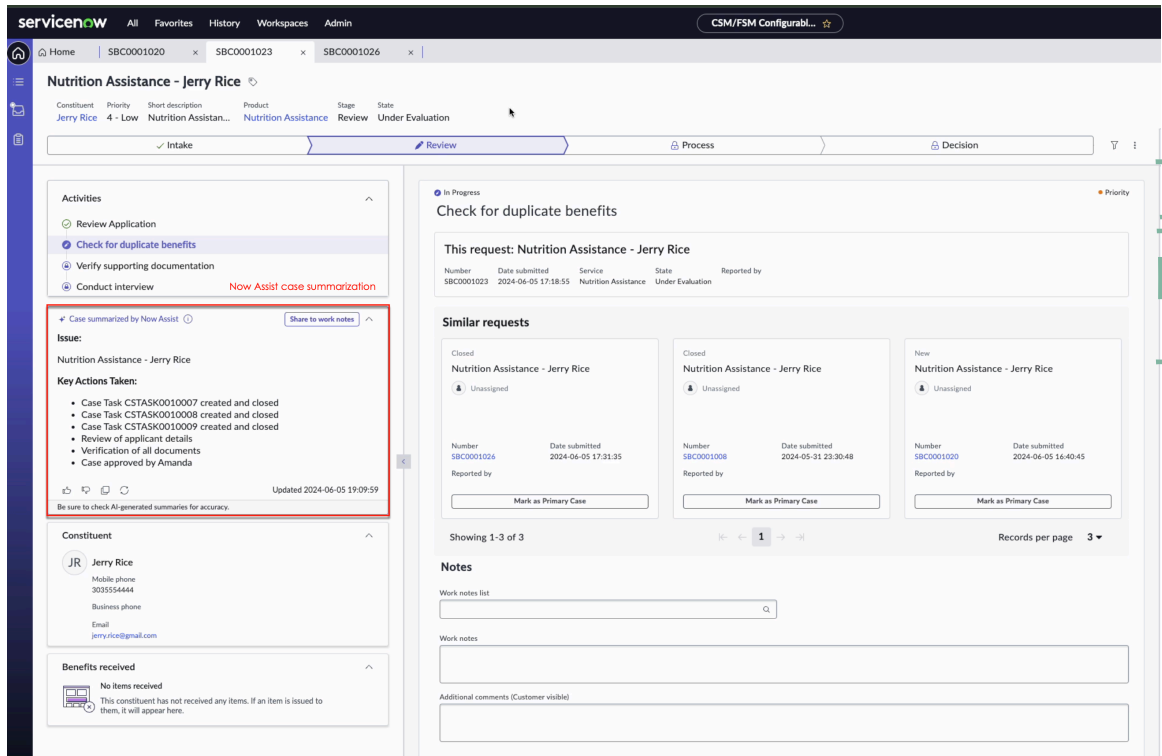 servicenow All Favorites History Workspaces Admin CSM/FSM Configurabl...
Home SBC0001020 × SBC0001023 × SBC0001026 ×
Nutrition Assistance - Jerry Rice
Constituent Priority Short description Product Stage State
Jerry Rice 4 - Low Nutrition Assistan... Nutrition Assistance Review Under Evaluation
Intake Review Process Decision
Activities
Review Application
Check for duplicate benefits
Verify supporting documentation
Conduct interview
Now Assist case summarization
Case summarized by Now Assist Share to work notes
Issue:
Nutrition Assistance - Jerry Rice
Key Actions Taken:
• Case Task CSTASK0010007 created and closed
• Case Task CSTASK0010008 created and closed
• Case Task CSTASK0010009 created and closed
• Review of applicant details
• Verification of all documents
• Case approved by Amanda
Updated 2024-06-05 19:09:59
Be sure to check AI-generated summaries for accuracy.
Constituent
JR Jerry Rice
Mobile phone
3035554444
Business phone
Email
jerry.rice@gmail.com
Benefits received
No items received
This constituent has not received any items. If an item is issued to
them, it will appear here.
In Progress Priority
Check for duplicate benefits
This request: Nutrition Assistance - Jerry Rice
Number Date submitted Service State Reported by
SBC0001023 2024-06-05 17:18:55 Nutrition Assistance Under Evaluation
Similar requests
Closed
Nutrition Assistance - Jerry Rice
Unassigned
Number Date submitted
SBC0001026 2024-06-05 17:31:35
Reported by
Mark as Primary Case
Closed
Nutrition Assistance - Jerry Rice
Unassigned
Number Date submitted
SBC0001008 2024-05-31 23:30:48
Reported by
Mark as Primary Case
New
Nutrition Assistance - Jerry Rice
Unassigned
Number Date submitted
SBC0001020 2024-06-05 16:40:45
Reported by
Mark as Primary Case
Showing 1-3 of 3 1 Records per page 3
Notes
Work notes list
Work notes
Additional comments (Customer visible)